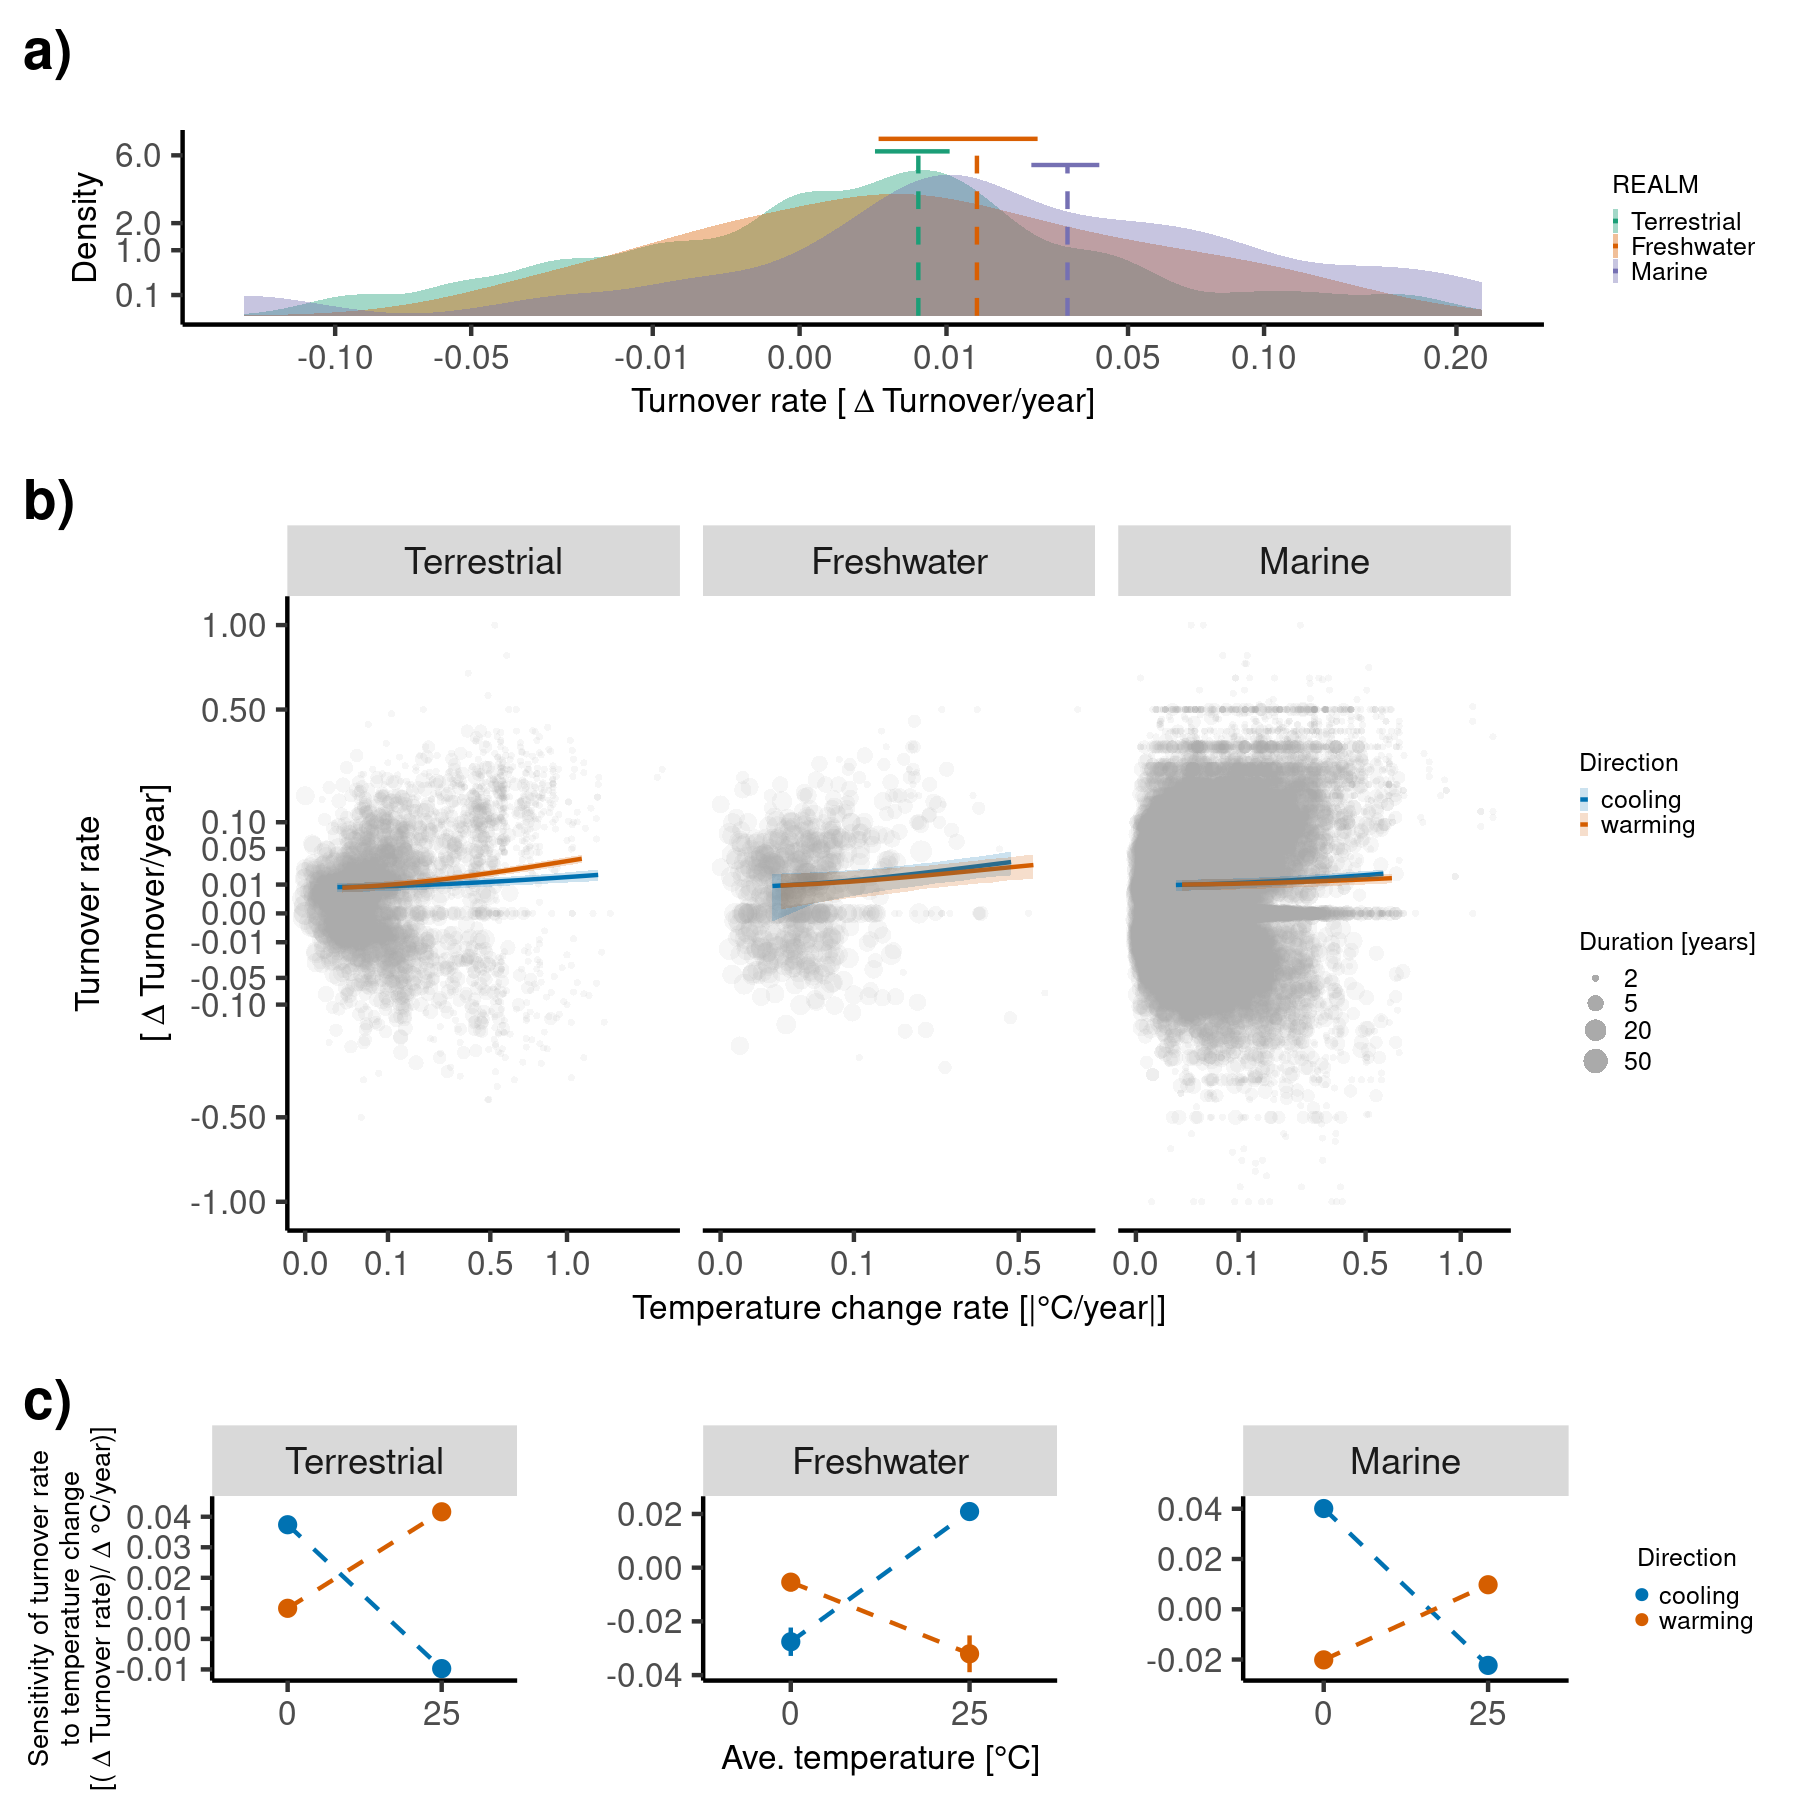 a)
Density
6.0
2.0
1.0
0.1
-0.10 -0.05 -0.01 0.00 0.01 0.05 0.10 0.20
Turnover rate [ Δ Turnover/year]
REALM
Terrestrial
Freshwater
Marine
b)
Terrestrial Freshwater Marine
Turnover rate
[ Δ Turnover/year]
1.00
0.50
0.10
0.05
0.01
0.00
-0.01
-0.05
-0.10
-0.50
-1.00
0.0 0.1 0.5 1.0 0.0 0.1 0.5 0.0 0.1 0.5 1.0
Temperature change rate [|°C/year|]
Direction
cooling
warming
Duration [years]
2
5
20
50
c)
Sensitivity of turnover rate
to temperature change
[( Δ Turnover rate)/ Δ °C/year)]
Terrestrial
0.04
0.03
0.02
0.01
0.00
-0.01
0 25
Freshwater
0.02
0.00
-0.02
-0.04
0 25
Marine
0.04
0.02
0.00
-0.02
0 25
Ave. temperature [°C]
Direction
cooling
warming